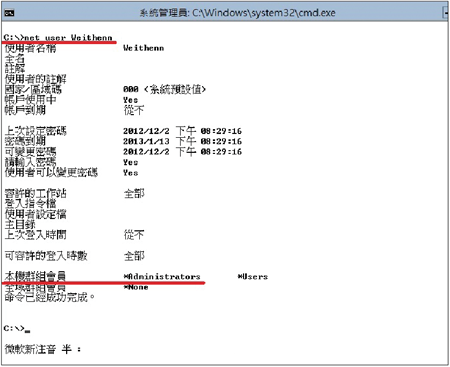 系統管理員: C:\Windows\system32\cmd.exe
C:\>net user Weithenn
使用者名稱 Weithenn
全名
註解
使用者的註解
國家/區域碼 000 <系統預設值>
帳戶使用中 Yes
帳戶到期 從不
上次設定密碼 2012/12/2 下午 08:29:16
密碼到期 2013/1/13 下午 08:29:16
可變更密碼 2012/12/2 下午 08:29:16
請輸入密碼 Yes
使用者可以變更密碼 Yes
容許的工作站 全部
登入指令檔
使用者設定檔
主目錄
上次登入時間 從不
可容許的登入時數 全部
本機群組會員 *Administrators *Users
全域群組會員 *None
命令已經成功完成。
C:\>_
微軟新注音 半 :